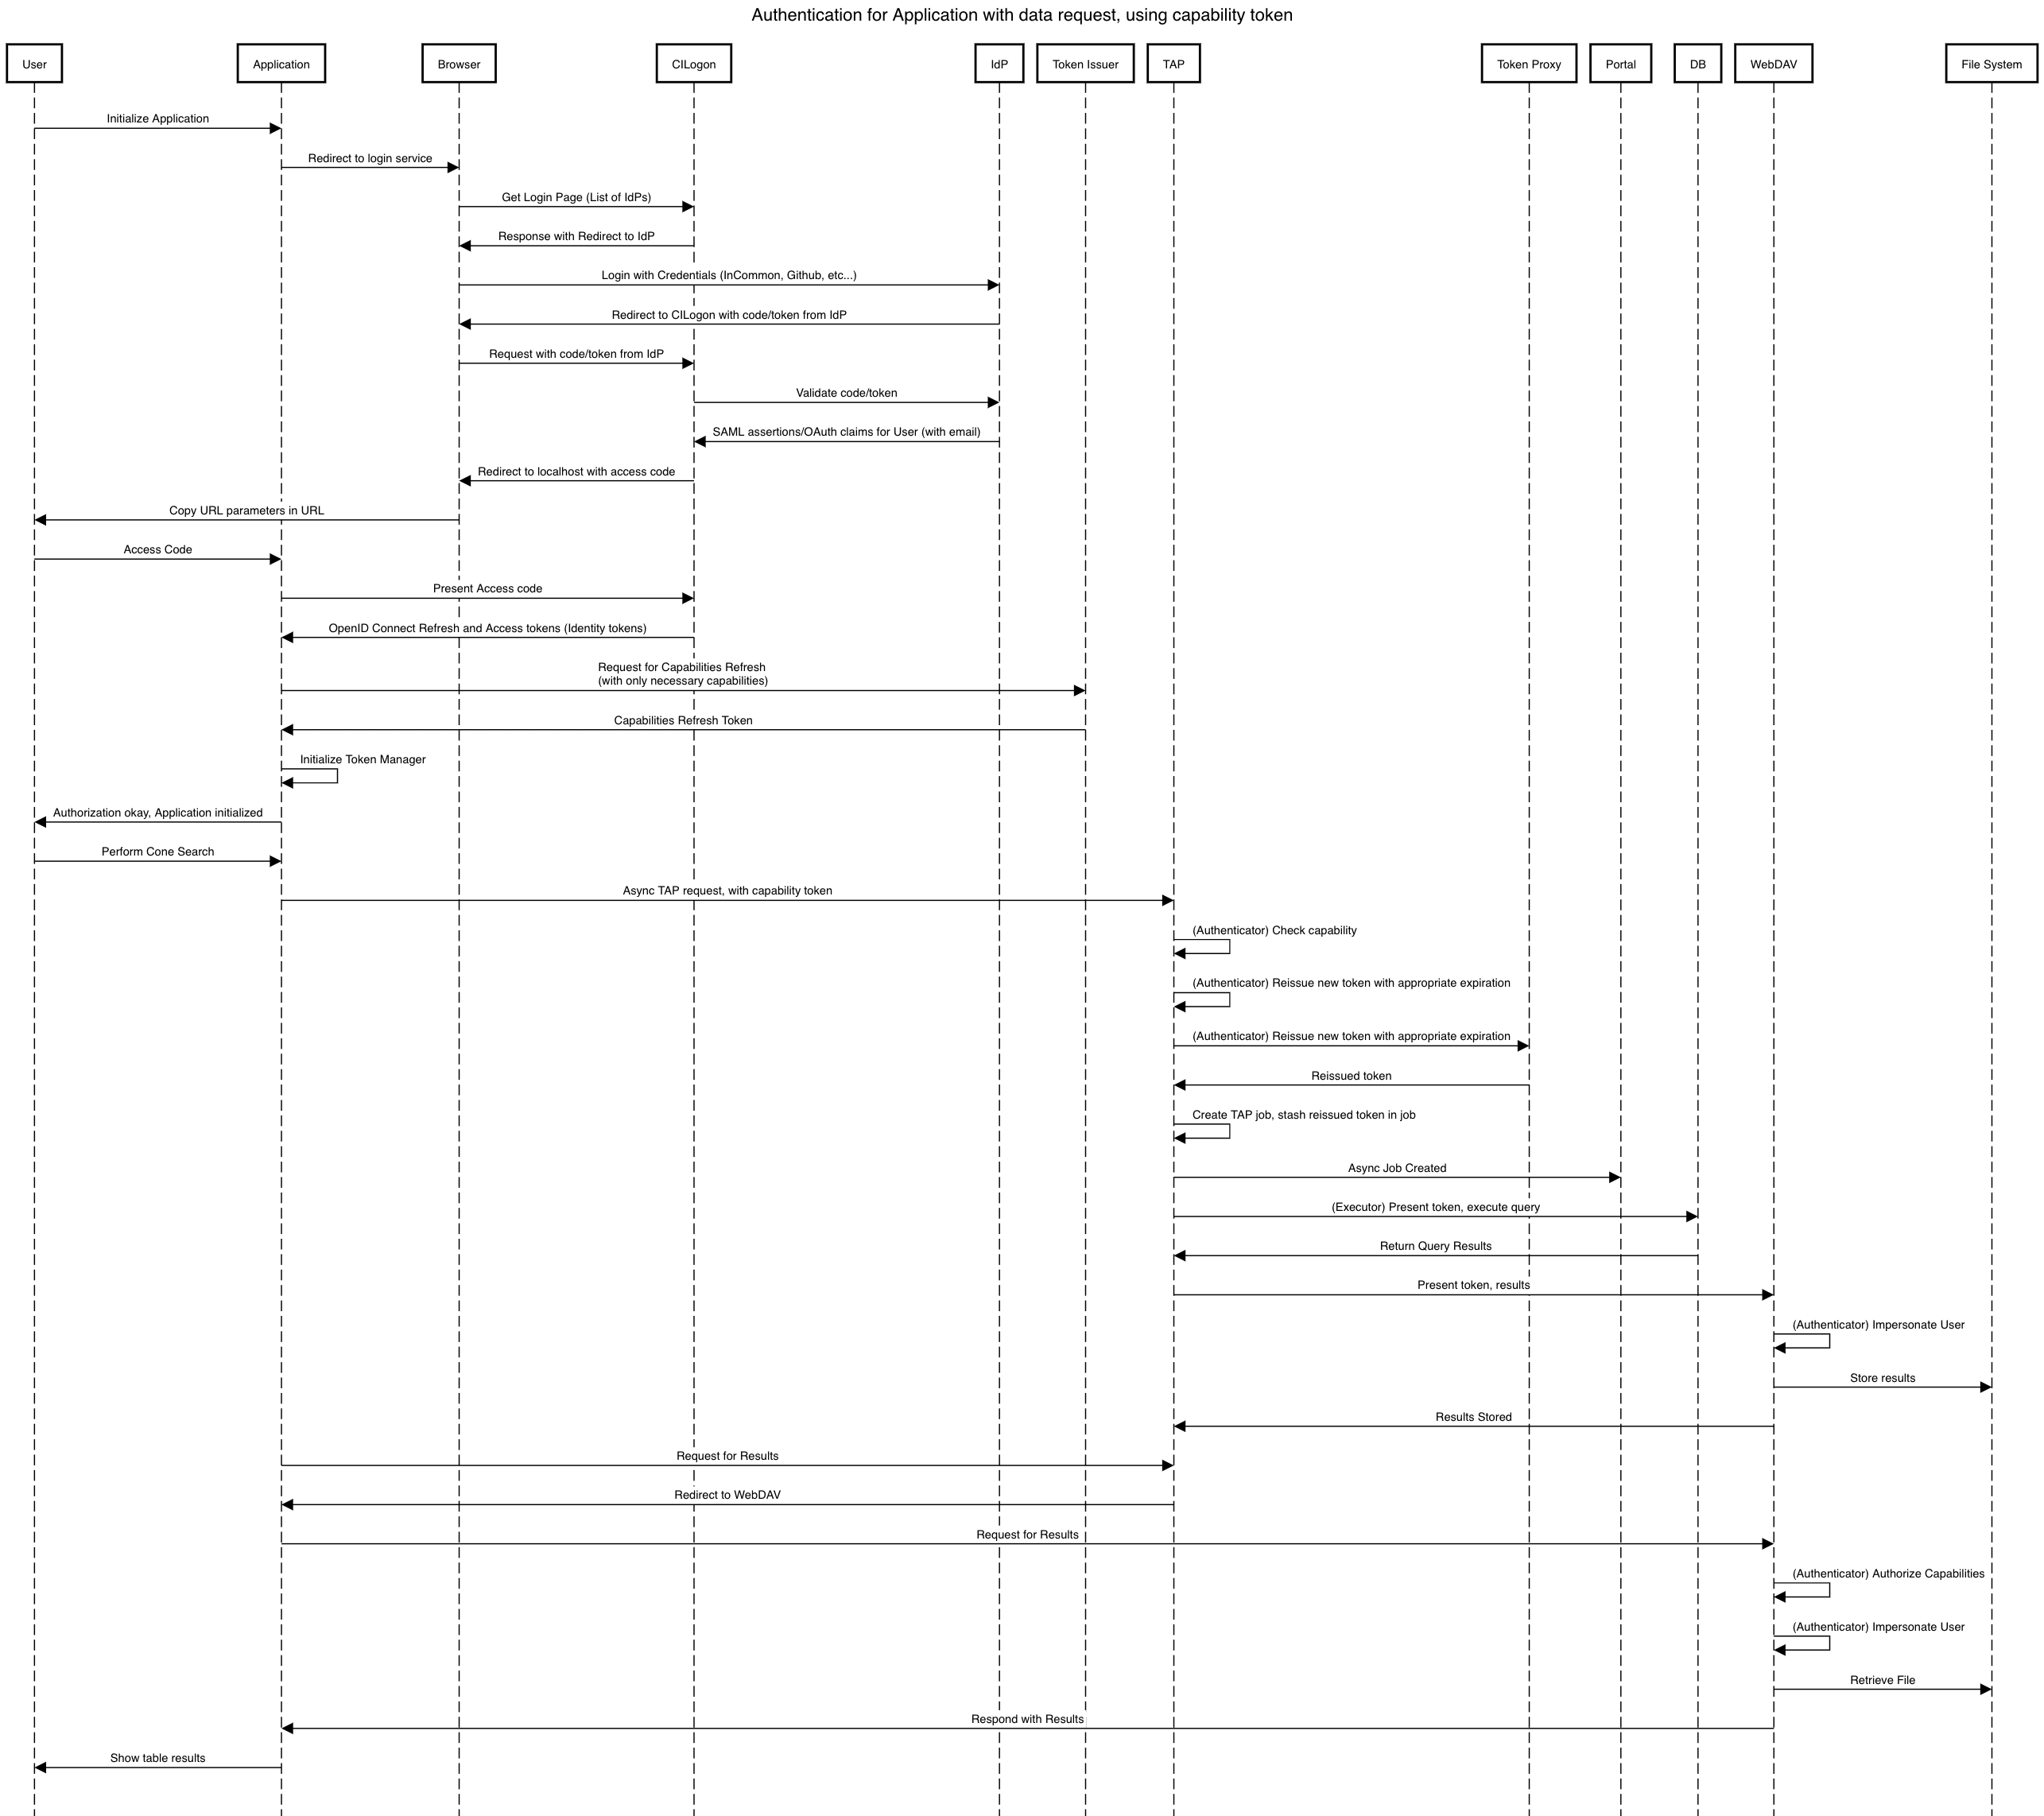 Authentication for Application with data request, using capability token
User
Application
Browser
CILogon
IdP
Token Issuer
TAP
Token Proxy
Portal
DB
WebDAV
File System
Initialize Application
Redirect to login service
Get Login Page (List of IdPs)
Response with Redirect to IdP
Login with Credentials (InCommon, Github, etc...)
Redirect to CILogon with code/token from IdP
Request with code/token from IdP
Validate code/token
SAML assertions/OAuth claims for User (with email)
Redirect to localhost with access code
Copy URL parameters in URL
Access Code
Present Access code
OpenID Connect Refresh and Access tokens (Identity tokens)
Request for Capabilities Refresh
(with only necessary capabilities)
Capabilities Refresh Token
Initialize Token Manager
Authorization okay, Application initialized
Perform Cone Search
Async TAP request, with capability token
(Authenticator) Check capability
(Authenticator) Reissue new token with appropriate expiration
(Authenticator) Reissue new token with appropriate expiration
Reissued token
Create TAP job, stash reissued token in job
Async Job Created
(Executor) Present token, execute query
Return Query Results
Present token, results
(Authenticator) Impersonate User
Store results
Results Stored
Request for Results
Redirect to WebDAV
Request for Results
(Authenticator) Authorize Capabilities
(Authenticator) Impersonate User
Retrieve File
Respond with Results
Show table results